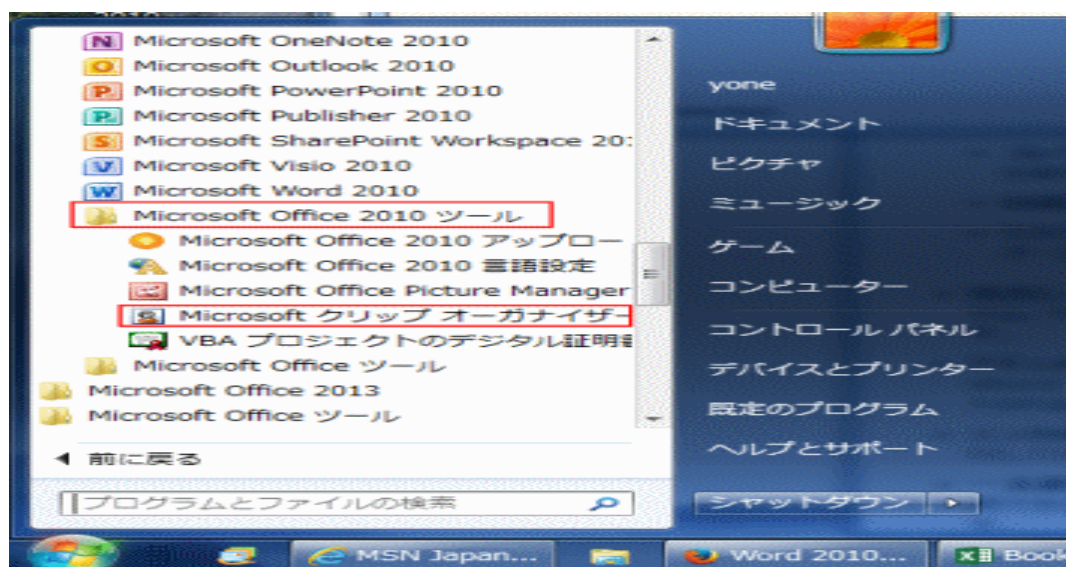 Microsoft OneNote 2010
Microsoft Outlook 2010
Microsoft PowerPoint 2010
Microsoft Publisher 2010
Microsoft SharePoint Workspace 20
Microsoft Visio 2010
Microsoft Word 2010
Microsoft Office 2010 ツール
Microsoft Office 2010 アップロー
Microsoft Office 2010 言語設定
Microsoft Office Picture Manager
Microsoft クリップ オーガナイザー
VBA プロジェクトのデジタル証明
Microsoft Office ツール
Microsoft Office 2013
Microsoft Office ツール
前に戻る
プログラムとファイルの検索
yone
ドキュメント
ピクチャ
ミュージック
ゲーム
コンピューター
コントロール パネル
デバイスとプリンター
既定のプログラム
ヘルプとサポート
シャットダウン
MSN Japan...
Word 2010...
Book